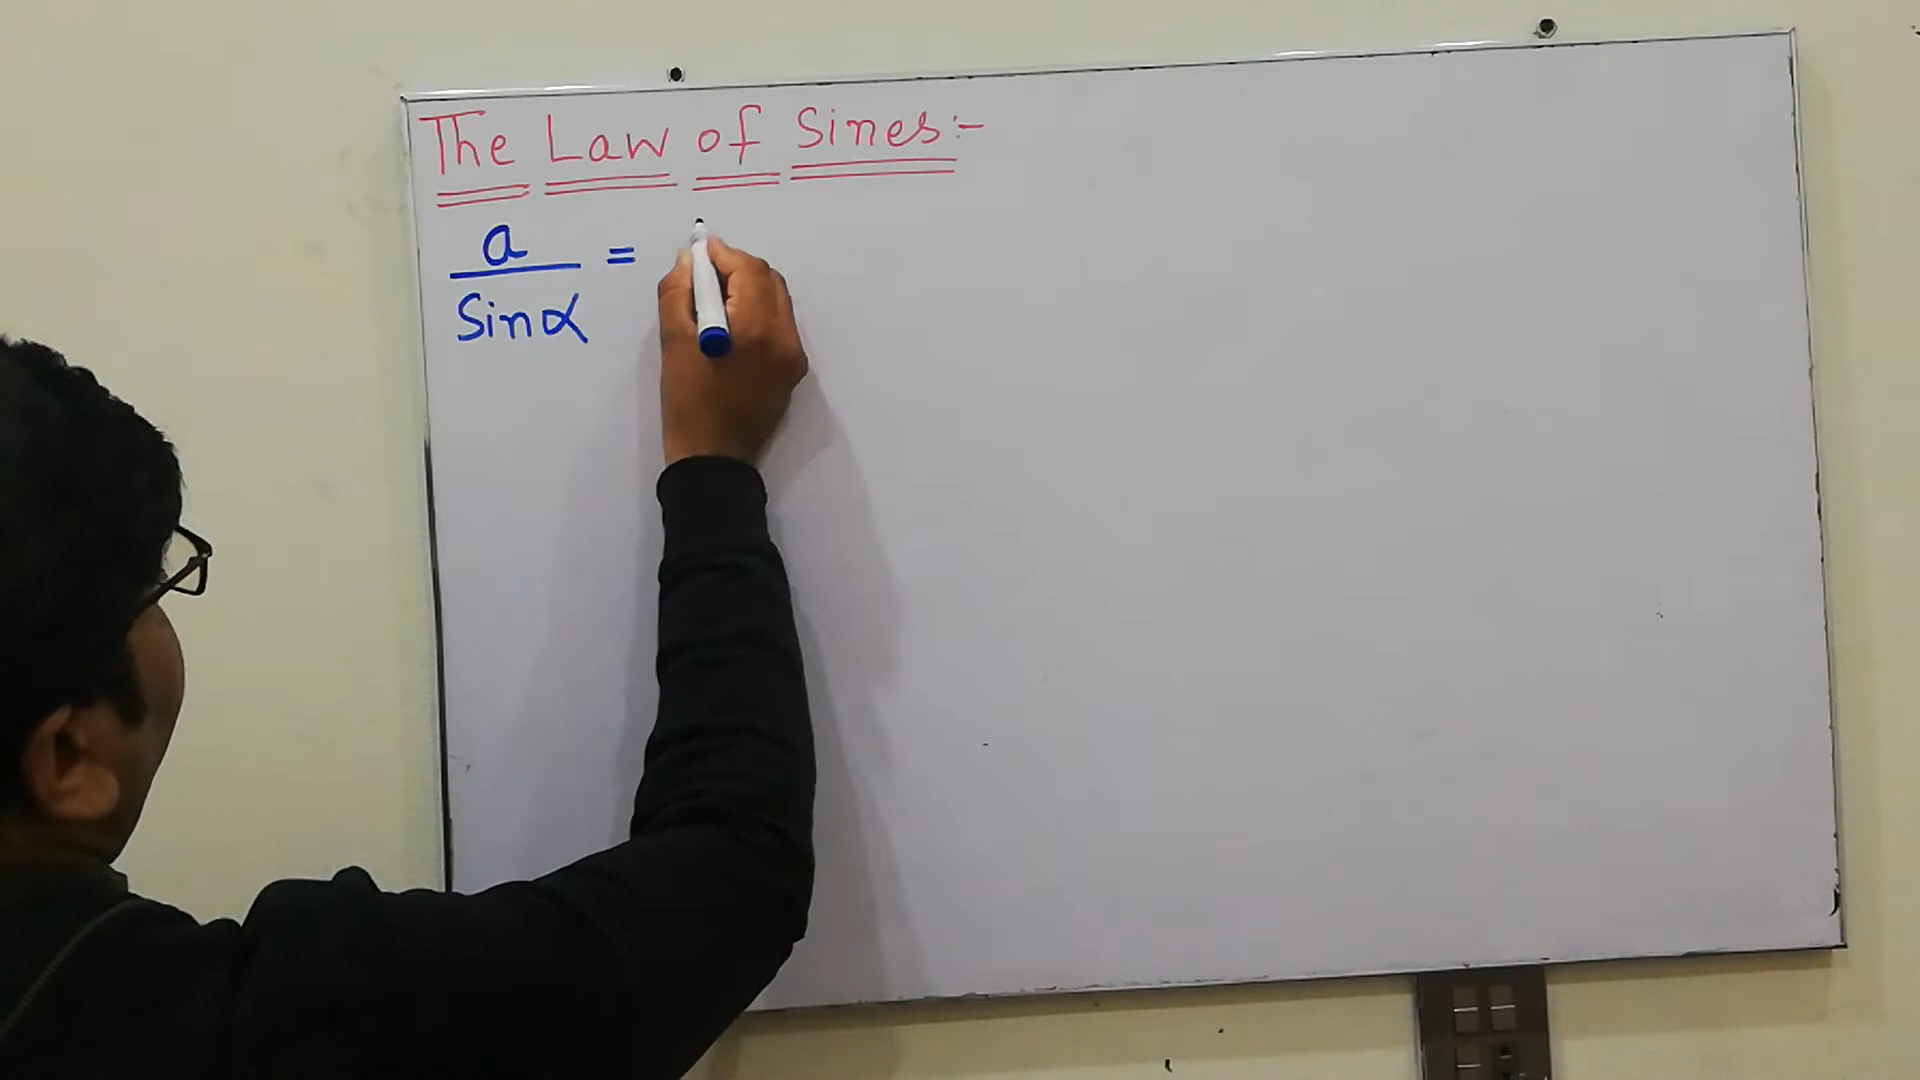 The Law of Sines:-
a
Sinα
=